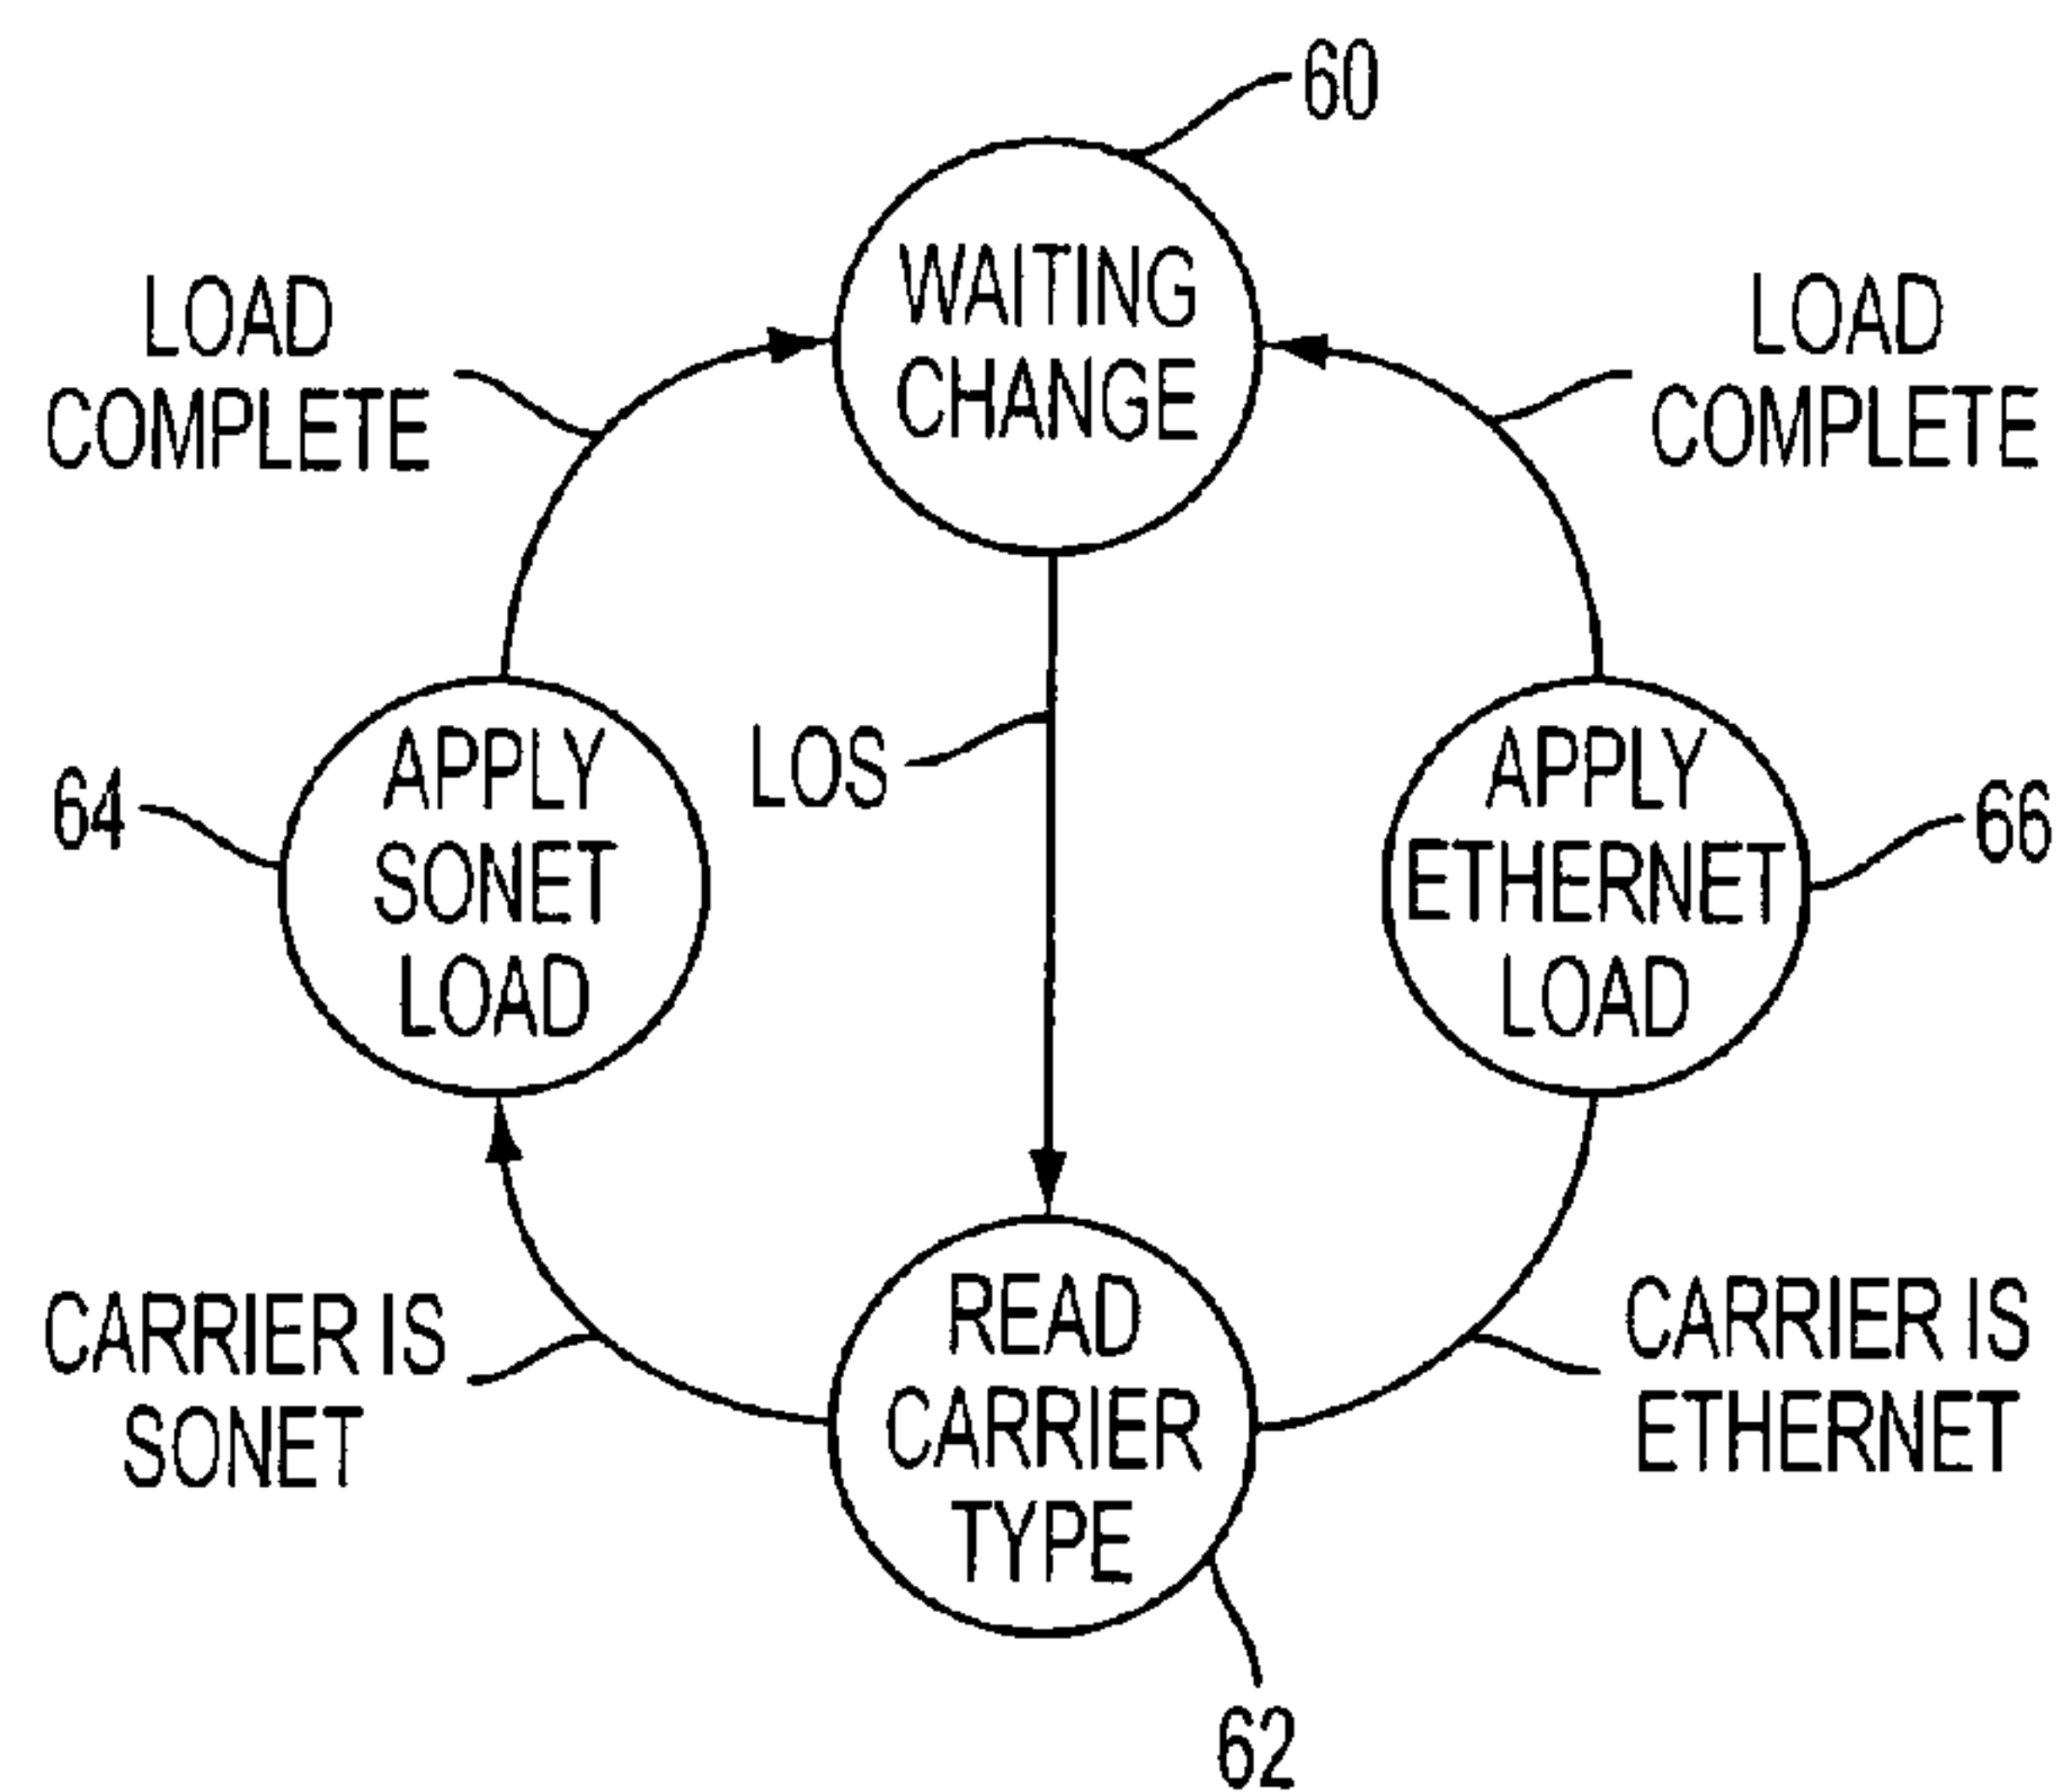 60
WAITING
CHANGE
LOAD
COMPLETE
LOAD
COMPLETE
LOS
64
APPLY
SONET
LOAD
APPLY
ETHERNET
LOAD
66
CARRIER IS
SONET
READ
CARRIER
TYPE
CARRIER IS
ETHERNET
62